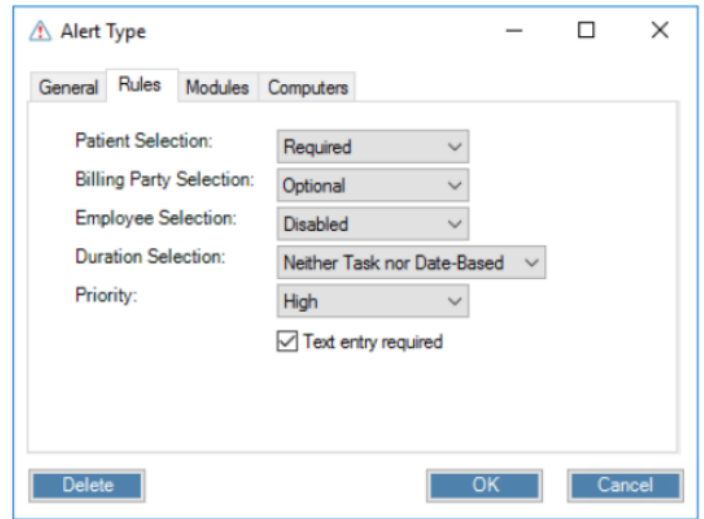 Alert Type
General Rules Modules Computers
Patient Selection: Required
Billing Party Selection: Optional
Employee Selection: Disabled
Duration Selection: Neither Task nor Date-Based
Priority: High
Text entry required
Delete OK Cancel